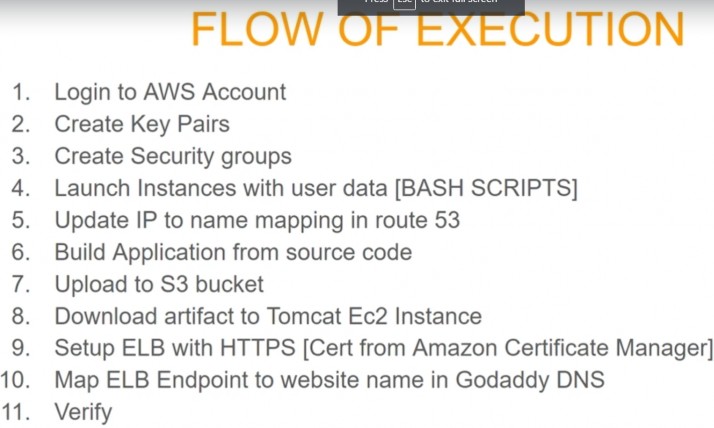 Press Esc to exit full screen
FLOW OF EXECUTION
1. Login to AWS Account
2. Create Key Pairs
3. Create Security groups
4. Launch Instances with user data [BASH SCRIPTS]
5. Update IP to name mapping in route 53
6. Build Application from source code
7. Upload to S3 bucket
8. Download artifact to Tomcat Ec2 Instance
9. Setup ELB with HTTPS [Cert from Amazon Certificate Manager]
10. Map ELB Endpoint to website name in Godaddy DNS
11. Verify